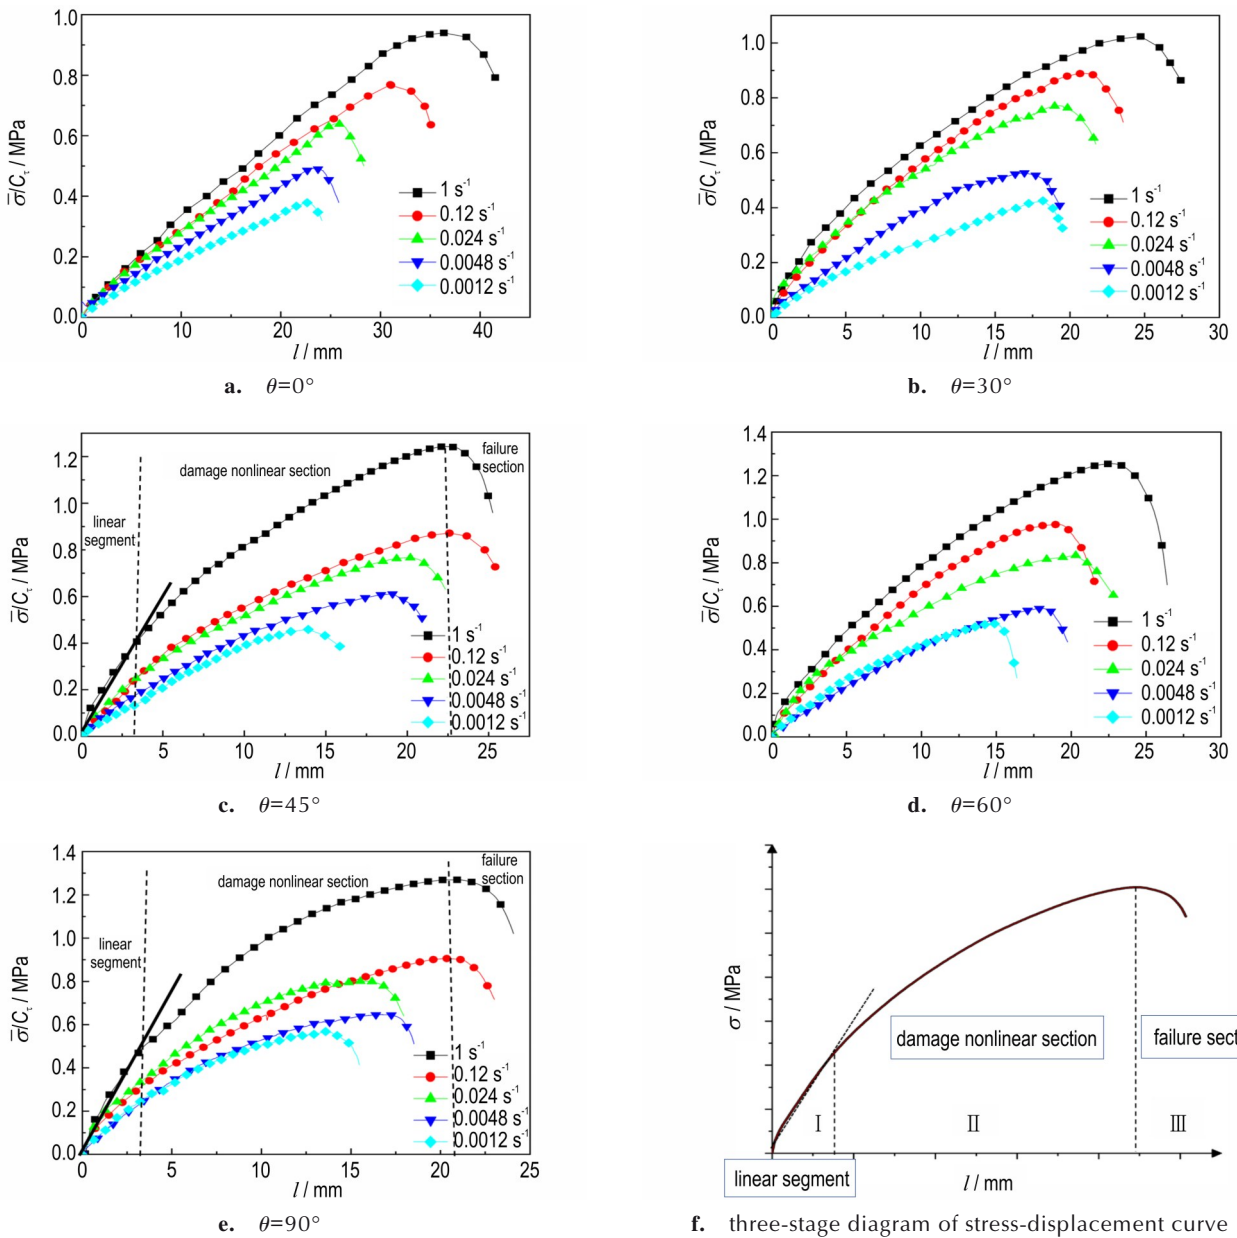 1.0
0.8
0.6
0.4
0.2
0.0
σ̅/Cτ / MPa
1 s⁻¹
0.12 s⁻¹
0.024 s⁻¹
0.0048 s⁻¹
0.0012 s⁻¹
0 10 20 30 40
l / mm
a. θ=0°
1.0
0.8
0.6
0.4
0.2
0.0
σ̅/Cτ / MPa
1 s⁻¹
0.12 s⁻¹
0.024 s⁻¹
0.0048 s⁻¹
0.0012 s⁻¹
0 5 10 15 20 25 30
l / mm
b. θ=30°
1.2
1.0
0.8
0.6
0.4
0.2
0.0
σ̅/Cτ / MPa
linear
segment
damage nonlinear section
failure
section
1 s⁻¹
0.12 s⁻¹
0.024 s⁻¹
0.0048 s⁻¹
0.0012 s⁻¹
0 5 10 15 20 25
l / mm
c. θ=45°
1.4
1.2
1.0
0.8
0.6
0.4
0.2
0.0
σ̅/Cτ / MPa
1 s⁻¹
0.12 s⁻¹
0.024 s⁻¹
0.0048 s⁻¹
0.0012 s⁻¹
0 5 10 15 20 25 30
l / mm
d. θ=60°
1.4
1.2
1.0
0.8
0.6
0.4
0.2
0.0
σ̅/Cτ / MPa
linear
segment
damage nonlinear section
failure
section
1 s⁻¹
0.12 s⁻¹
0.024 s⁻¹
0.0048 s⁻¹
0.0012 s⁻¹
0 5 10 15 20 25
l / mm
e. θ=90°
σ / MPa
damage nonlinear section
failure sect
I II III
linear segment
l / mm
f. three-stage diagram of stress-displacement curve